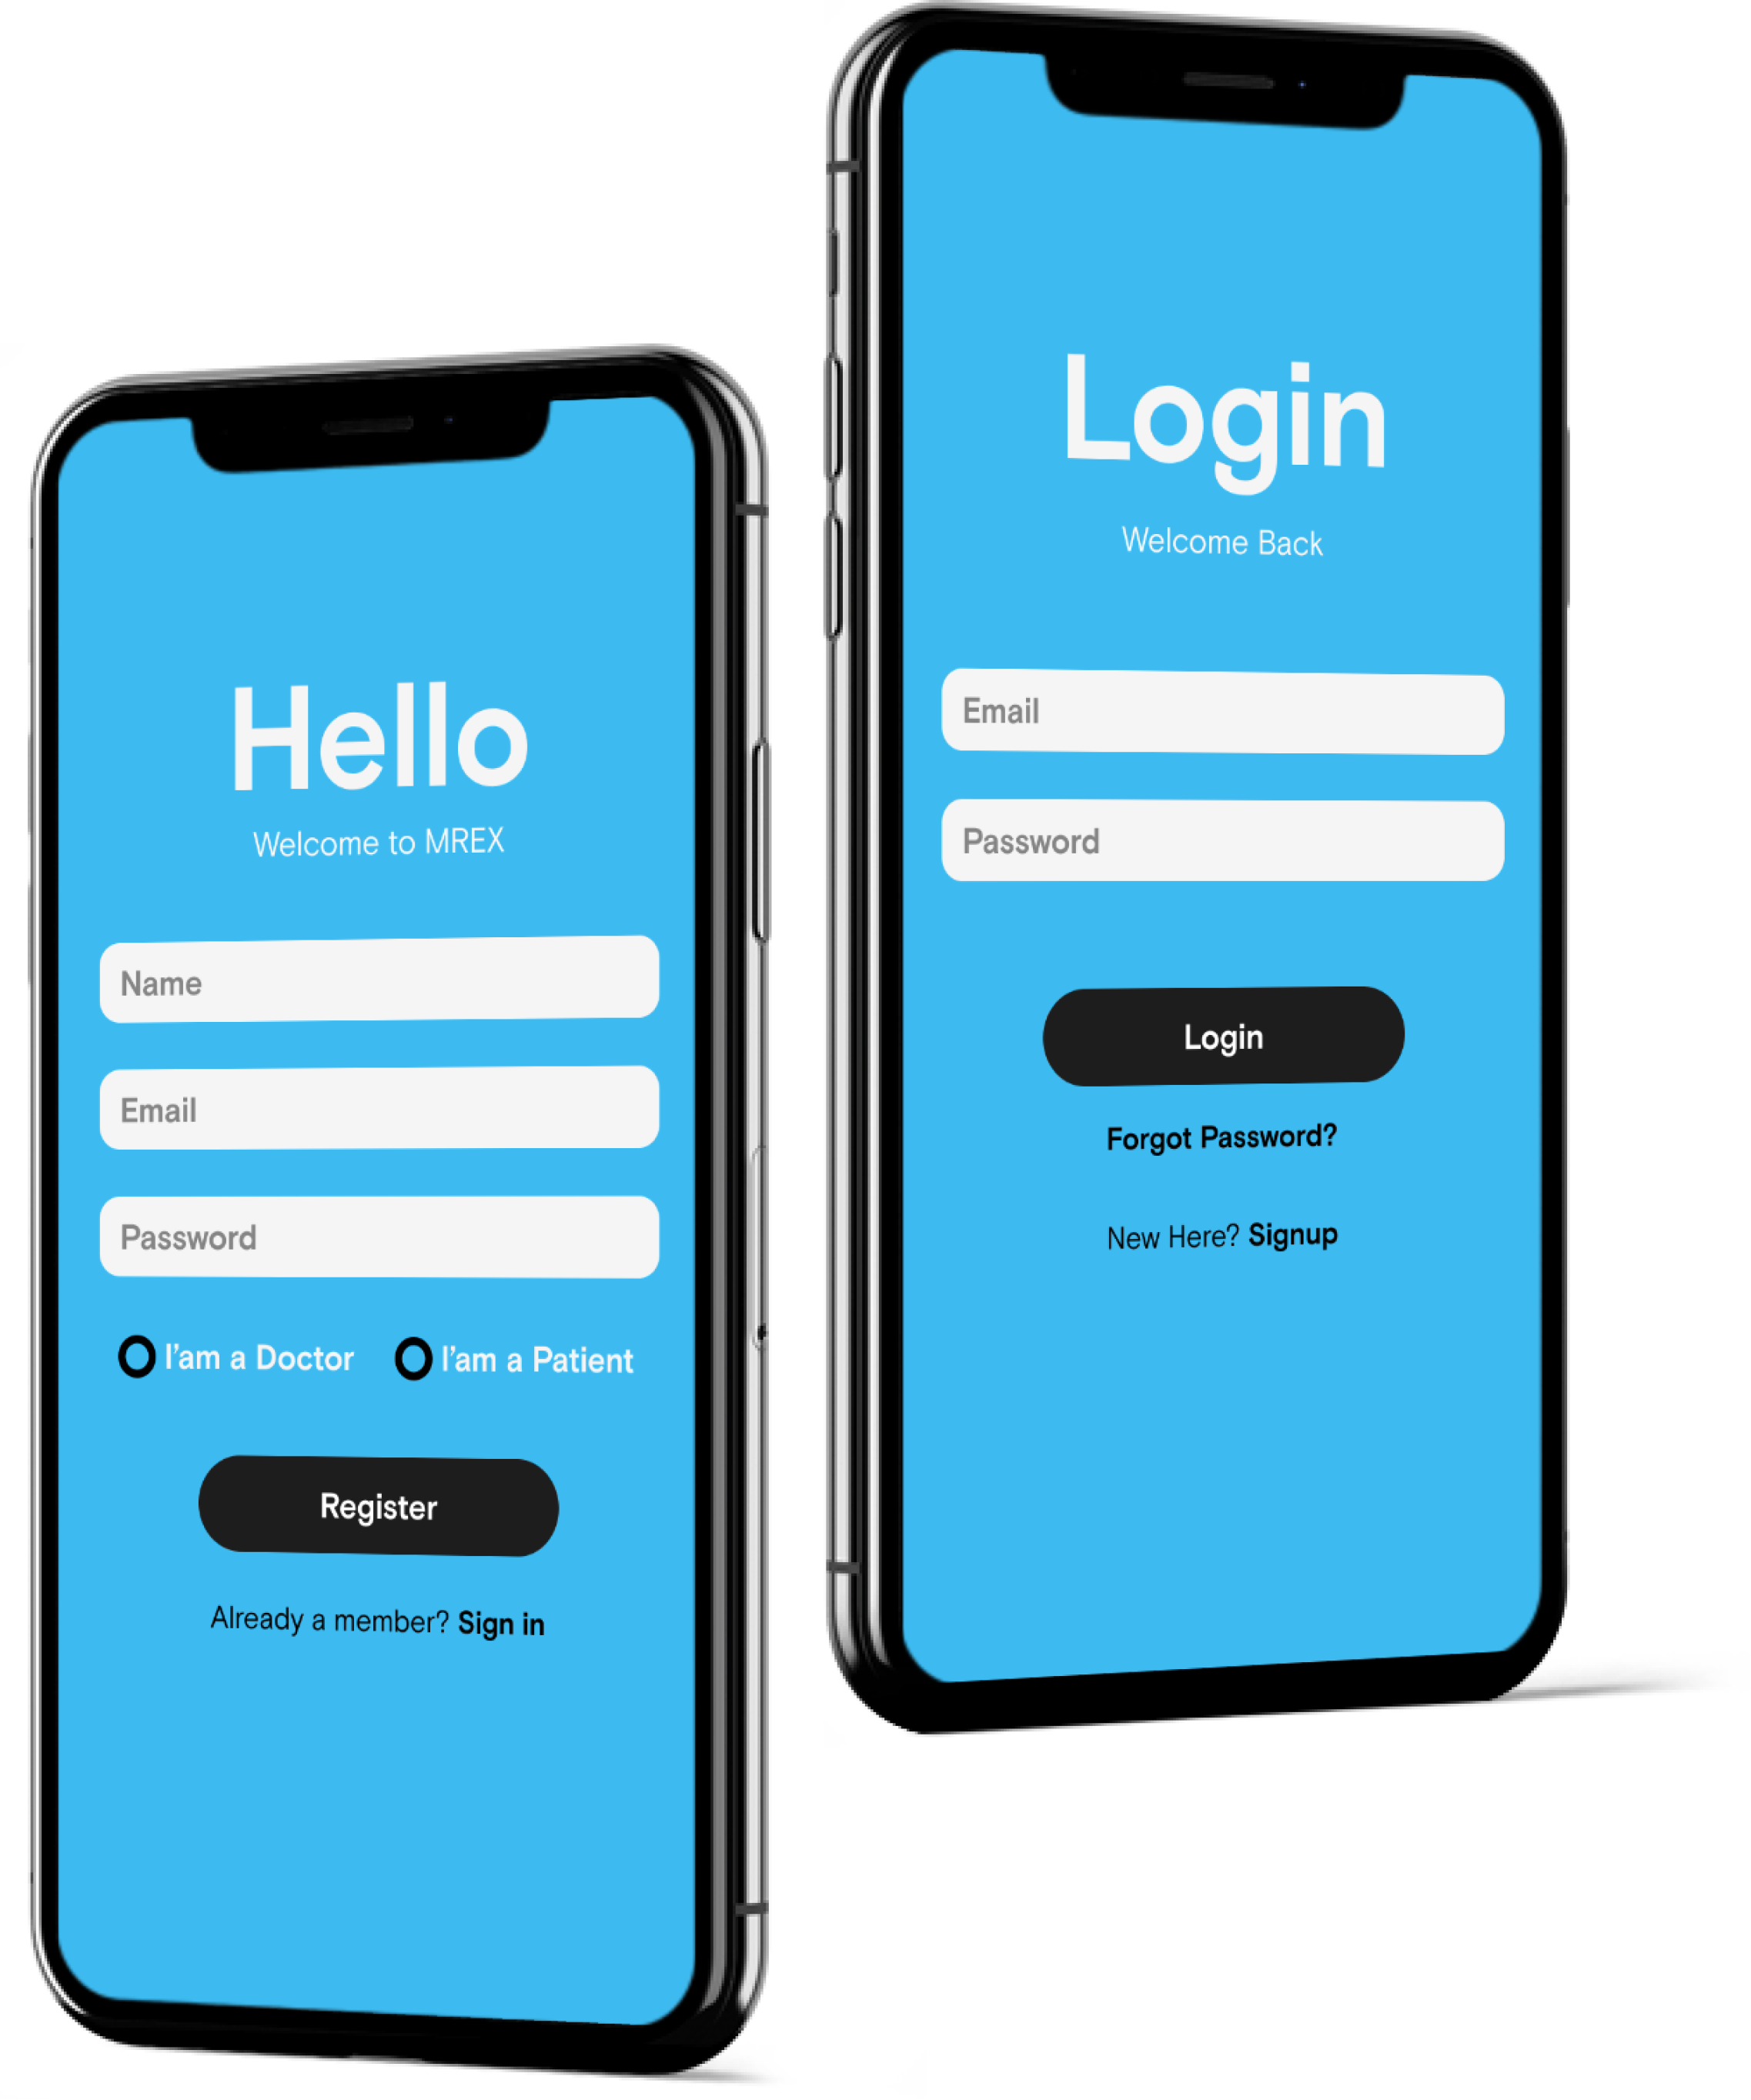 Hello
Welcome to MREX
Name
Email
Password
I'am a Doctor
I'am a Patient
Register
Already a member? Sign in
Login
Welcome Back
Email
Password
Login
Forgot Password?
New Here? Signup